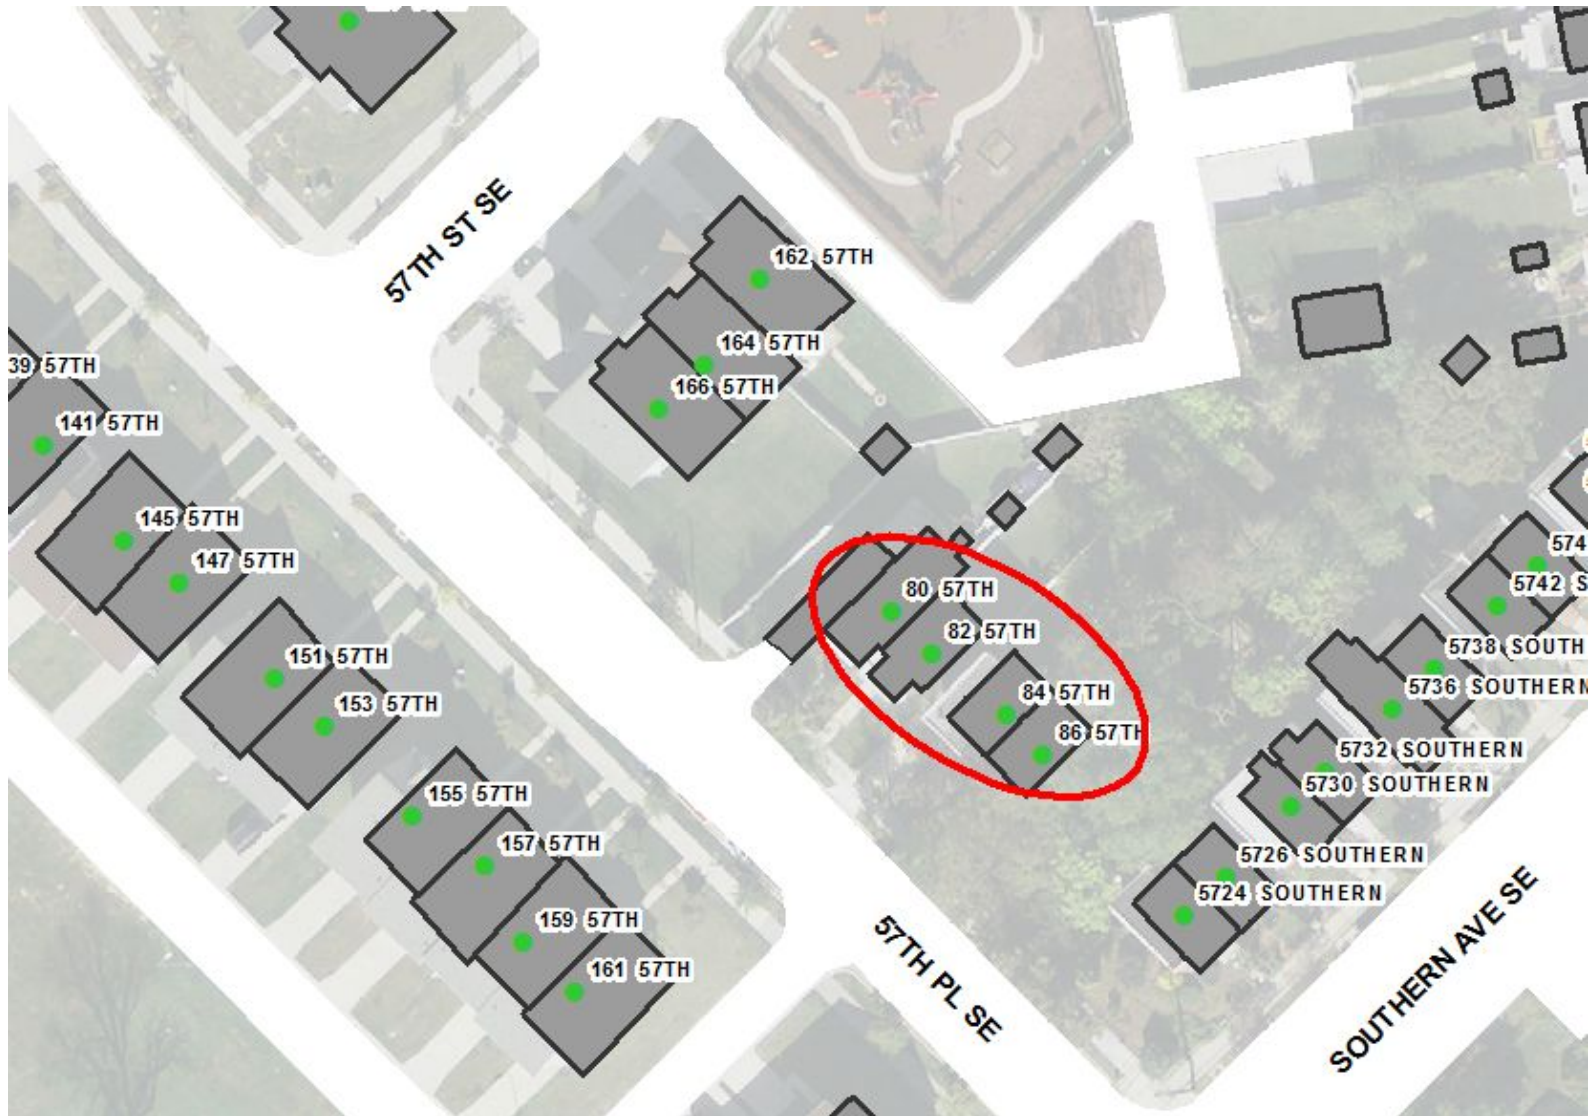 57TH ST SE
162 57TH
164 57TH
166 57TH
39 57TH
141 57TH
145 57TH
147 57TH
151 57TH
153 57TH
155 57TH
157 57TH
159 57TH
161 57TH
80 57TH
82 57TH
84 57TH
86 57TH
574
5742 S
5738 SOUTH
5736 SOUTHERN
5732 SOUTHERN
5730 SOUTHERN
5726 SOUTHERN
5724 SOUTHERN
57TH PL SE
SOUTHERN AVE SE